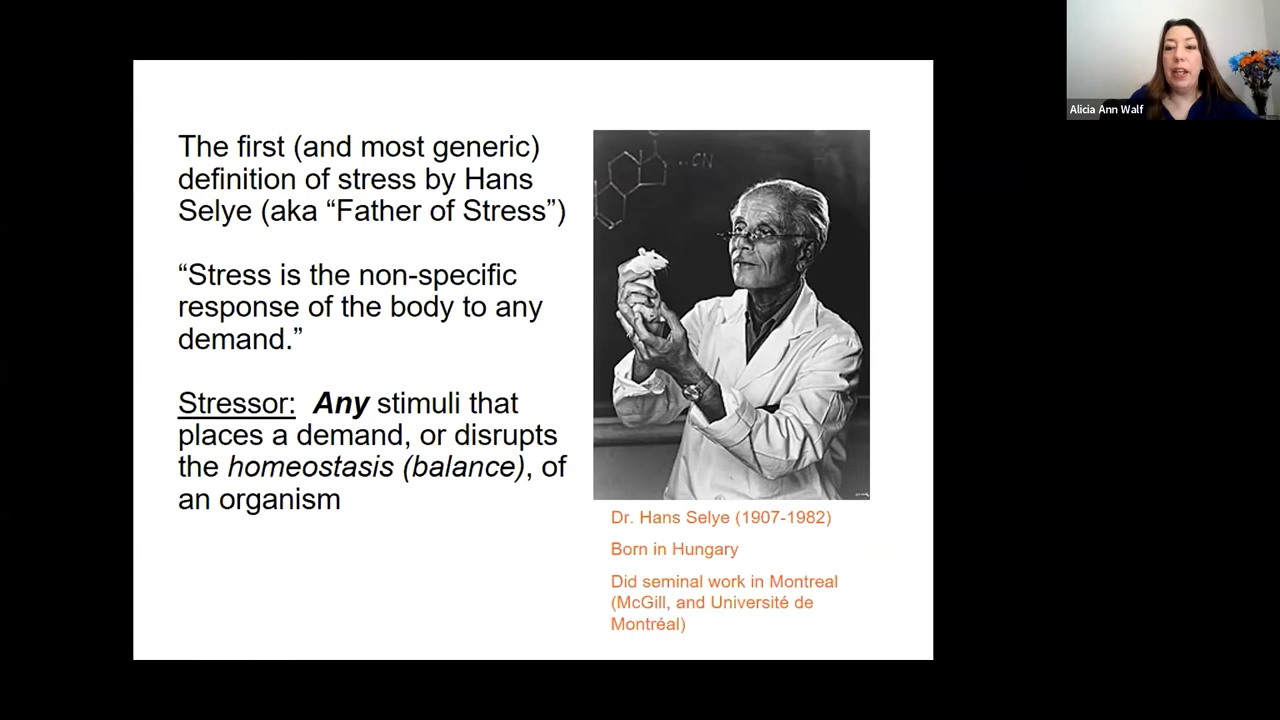 The first (and most generic)
definition of stress by Hans
Selye (aka “Father of Stress”)
“Stress is the non-specific
response of the body to any
demand.”
Stressor:  Any stimuli that
places a demand, or disrupts
the homeostasis (balance), of
an organism
CN
Dr. Hans Selye (1907-1982)
Born in Hungary
Did seminal work in Montreal
(McGill, and Université de
Montréal)
Alicia Ann Walf